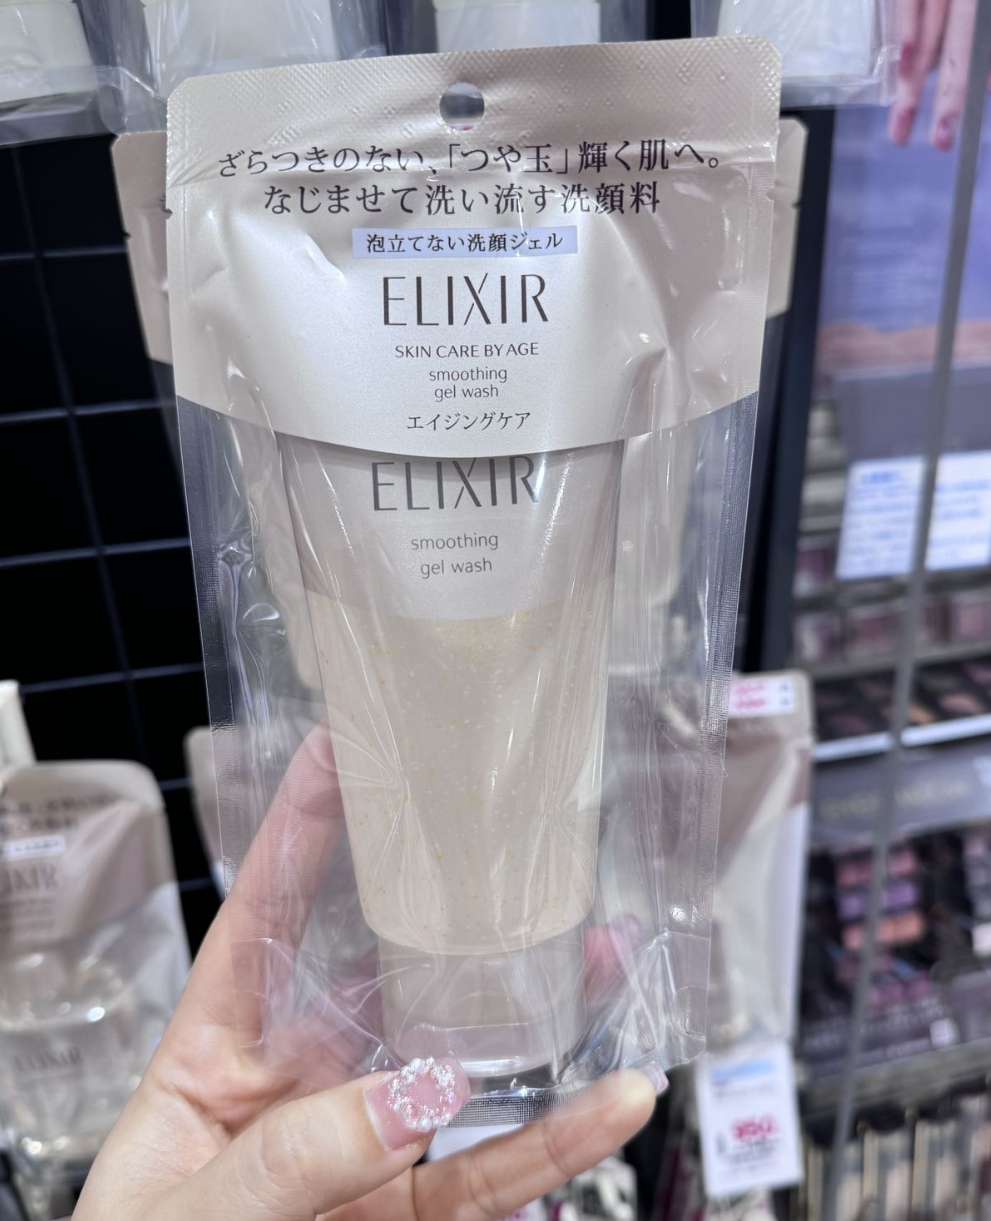 ざらつきのない、「つや玉」輝く肌へ。
なじませて洗い流す洗顔料
泡立てない洗顔ジェル
ELIXIR
SKIN CARE BY AGE
smoothing
gel wash
エイジングケア
ELIXIR
smoothing
gel wash
ELIXIR